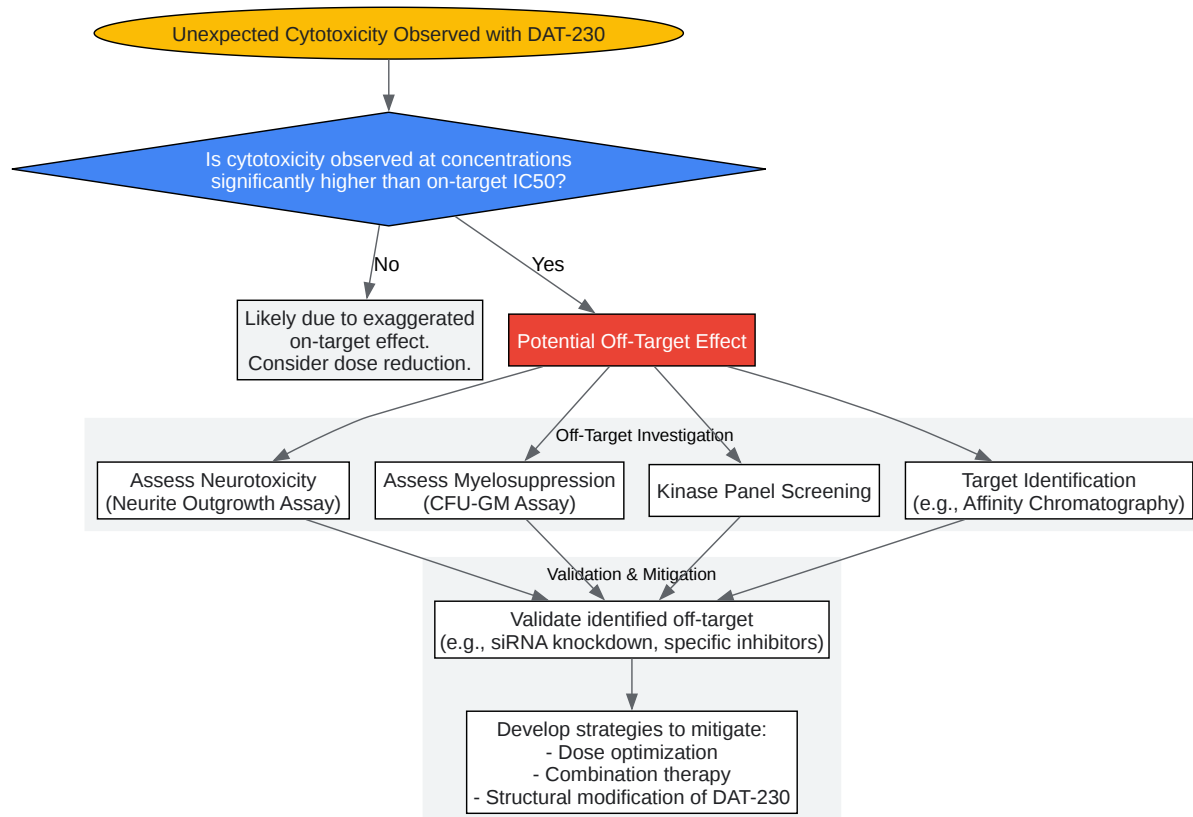 Unexpected Cytotoxicity Observed with DAT-230
Is cytotoxicity observed at concentrations
significantly higher than on-target IC50?
No
Yes
Likely due to exaggerated
on-target effect.
Consider dose reduction.
Potential Off-Target Effect
Off-Target Investigation
Assess Neurotoxicity
(Neurite Outgrowth Assay)
Assess Myelosuppression
(CFU-GM Assay)
Kinase Panel Screening
Target Identification
(e.g., Affinity Chromatography)
Validation & Mitigation
Validate identified off-target
(e.g., siRNA knockdown, specific inhibitors)
Develop strategies to mitigate:
- Dose optimization
- Combination therapy
- Structural modification of DAT-230